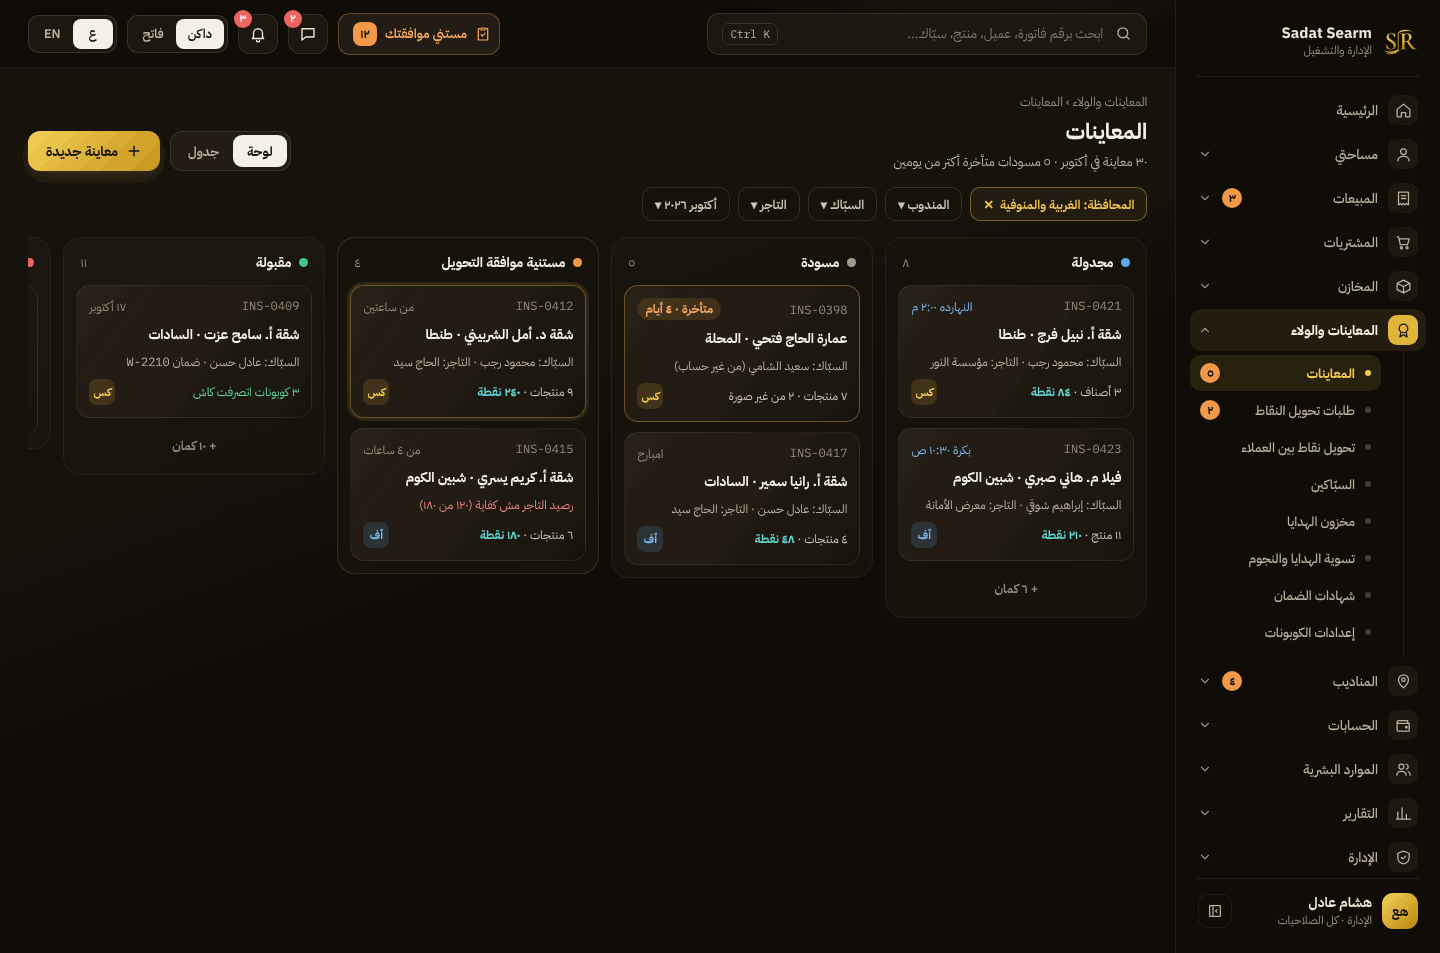 Sadat Searm
الإدارة والتشغيل
الرئيسية
مساحتي
المبيعات ٣
المشتريات
المخازن
المعاينات والولاء
المعاينات ٥
طلبات تحويل النقاط ٢
تحويل نقاط بين العملاء
السبّاكين
مخزون الهدايا
تسوية الهدايا والنجوم
شهادات الضمان
إعدادات الكوبونات
المناديب ٤
الحسابات
الموارد البشرية
التقارير
الإدارة
هع
هشام عادل
الإدارة · كل الصلاحيات
ابحث برقم فاتورة، عميل، منتج، سبّاك... Ctrl K
مستني موافقتك ١٢
٢
٣
داكن فاتح
ع EN
المعاينات والولاء › المعاينات
المعاينات
٣٠ معاينة في أكتوبر · ٥ مسودات متأخرة أكتر من يومين
لوحة جدول
+ معاينة جديدة
المحافظة: الغربية والمنوفية ✕
المندوب ▾
السبّاك ▾
التاجر ▾
أكتوبر ٢٠٢٦ ▾
مجدولة ٨
INS-0421 النهارده ٢:٠٠ م
شقة أ. نبيل فرج · طنطا
السبّاك: محمود رجب · التاجر: مؤسسة النور
٣ أصناف · ٨٤ نقطة كس
INS-0423 بكرة ١٠:٣٠ ص
فيلا م. هاني صبري · شبين الكوم
السبّاك: إبراهيم شوقي · التاجر: معرض الأمانة
١١ منتج · ٢١٠ نقطة أف
+ ٦ كمان
مسودة ٥
INS-0398 متأخرة · ٤ أيام
عمارة الحاج فتحي · المحلة
السبّاك: سعيد الشامي (من غير حساب)
٧ منتجات · ٢ من غير صورة كس
INS-0417 امبارح
شقة أ. رانيا سمير · السادات
السبّاك: عادل حسن · التاجر: الحاج سيد
٤ منتجات · ٤٨ نقطة أف
مستنية موافقة التحويل ٤
INS-0412 من ساعتين
شقة د. أمل الشربيني · طنطا
السبّاك: محمود رجب · التاجر: الحاج سيد
٩ منتجات · ٢٤٠ نقطة كس
INS-0415 من ٤ ساعات
شقة أ. كريم يسري · شبين الكوم
رصيد التاجر مش كفاية (١٢٠ من ١٨٠)
٦ منتجات · ١٨٠ نقطة أف
مقبولة ١١
INS-0409 ١٧ أكتوبر
شقة أ. سامح عزت · السادات
السبّاك: عادل حسن · ضمان W-2210
٣ كوبونات اتصرفت كاش كس
+ ١٠ كمان